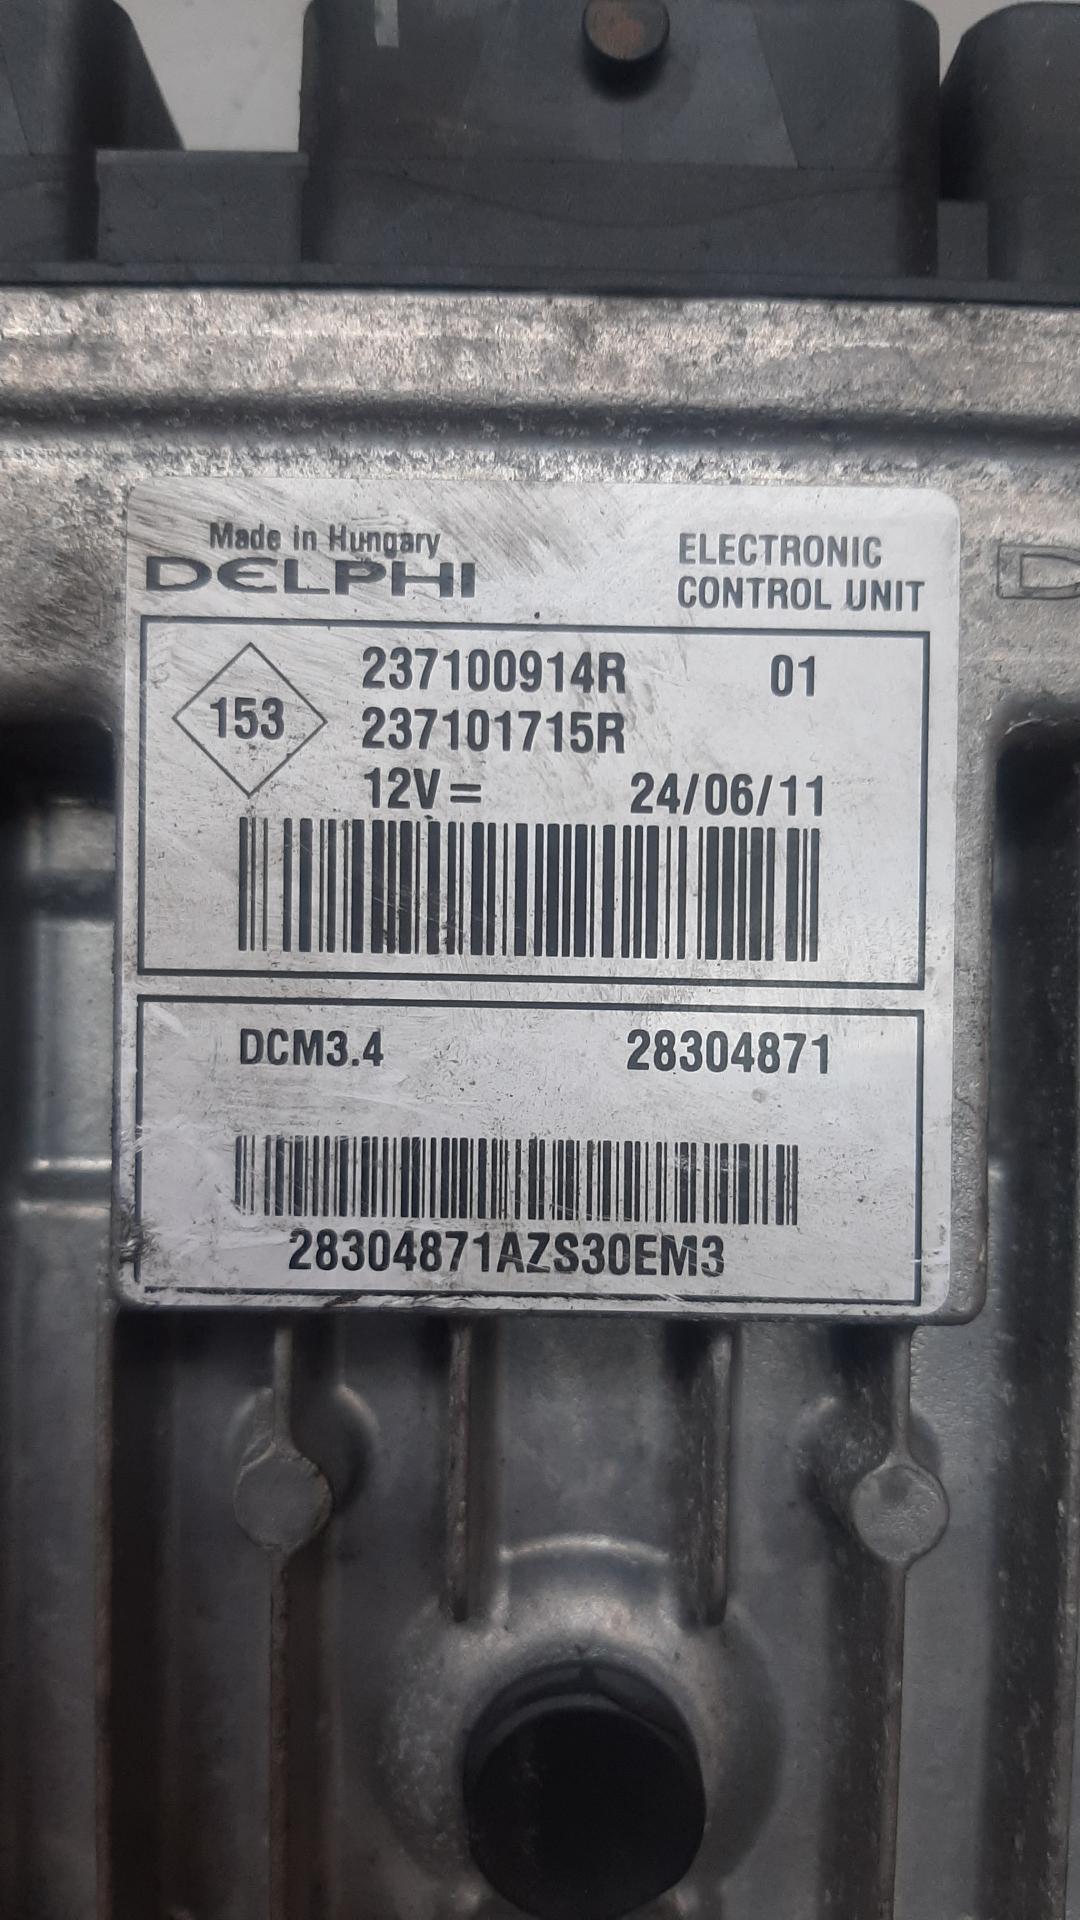 Made in Hungary
DELPHI
ELECTRONIC
CONTROL UNIT
153
237100914R 01
237101715R
12V= 24/06/11
DCM3.4 28304871
28304871AZS30EM3
D